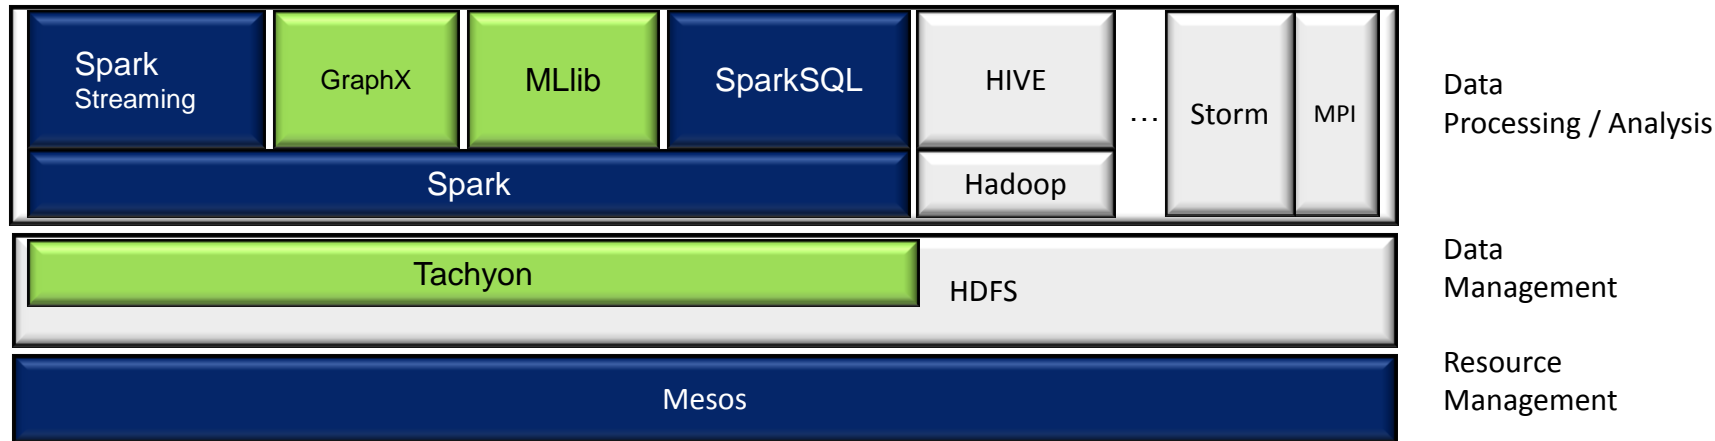 Spark
Streaming
GraphX
MLlib
SparkSQL
HIVE
...
Storm
MPI
Data
Processing / Analysis
Spark
Hadoop
Tachyon
HDFS
Data
Management
Mesos
Resource
Management